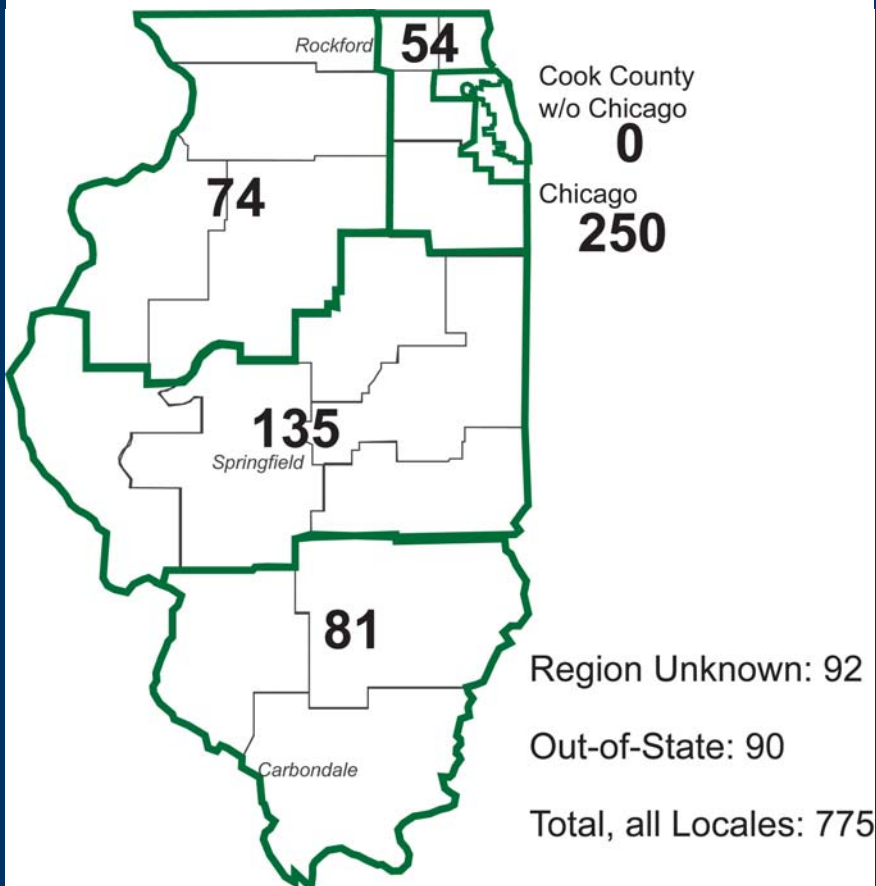 Rockford
54
Cook County
w/o Chicago
0
74
Chicago
250
135
Springfield
81
Region Unknown: 92
Out-of-State: 90
Carbondale
Total, all Locales: 775